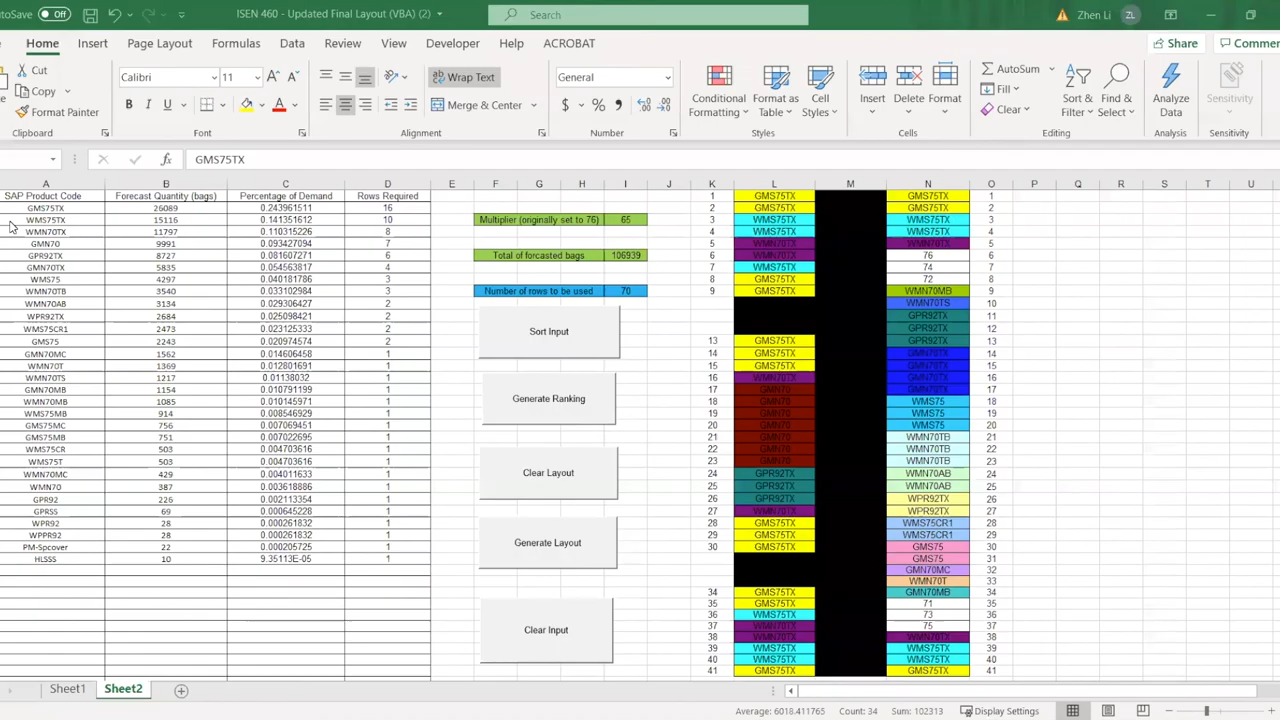 AutoSave Off ISEN 460 - Updated Final Layout (VBA) (2) Search Zhen Li ZL
Home Insert Page Layout Formulas Data Review View Developer Help ACROBAT Share Comme
Cut Copy Format Painter Clipboard
Calibri 11 B I U Font
Wrap Text Merge & Center Alignment
General $ % Number
Conditional Formatting Format as Table Cell Styles Styles
Insert Delete Format Cells
AutoSum Fill Clear Sort & Filter Find & Select Editing
Analyze Data Analysis Sensitivity Sensitivity
fx GMS75TX
A B C D E F G H I J K L M N O P Q R S T U
SAP Product Code Forecast Quantity (bags) Percentage of Demand Rows Required
GMS75TX 26089 0.243961511 16
WMS75TX 15116 0.141351612 10
WMN70TX 11797 0.110315226 8
GMN70 9991 0.093427094 7
GPR92TX 8727 0.081607271 6
GMN70TX 5835 0.054563817 4
WMS75 4297 0.040181786 3
WMN70TB 3540 0.033102984 3
WMN70AB 3134 0.029306427 2
WPR92TX 2684 0.025098421 2
WMS75CR1 2473 0.023125333 2
GMS75 2243 0.020974574 2
GMN70MC 1562 0.014606458 1
WMN70T 1369 0.012801691 1
WMN70TS 1217 0.01138032 1
GMN70MB 1154 0.010791199 1
WMN70MB 1085 0.010145971 1
WMS75MB 914 0.008546929 1
GMS75MC 756 0.007069451 1
GMS75MB 751 0.007022695 1
WMS75CR 503 0.004703616 1
WMS75T 503 0.004703616 1
WMN70MC 429 0.004011633 1
WMN70 387 0.003618886 1
GPR92 226 0.002113354 1
GPRSS 69 0.000645228 1
WPR92 28 0.000261832 1
WPPR92 28 0.000261832 1
PM-Spcover 22 0.000205725 1
HLSSS 10 9.35113E-05 1
Multiplier (originally set to 76) 65
Total of forcasted bags 106939
Number of rows to be used 70
Sort Input
Generate Ranking
Clear Layout
Generate Layout
Clear Input
1 GMS75TX GMS75TX 1
2 GMS75TX GMS75TX 2
3 WMS75TX WMS75TX 3
4 WMS75TX WMS75TX 4
5 WMN70TX WMN70TX 5
6 WMN70TX 76 6
7 WMS75TX 74 7
8 GMS75TX 72 8
9 GMS75TX WMN70MB 9
WMN70TS 10
GPR92TX 11
GPR92TX 12
13 GMS75TX GPR92TX 13
14 GMS75TX GMN70TX 14
15 GMS75TX GMN70TX 15
16 WMN70TX GMN70TX 16
17 GMN70 GMN70TX 17
18 GMN70 WMS75 18
19 GMN70 WMS75 19
20 GMN70 WMS75 20
21 GMN70 WMN70TB 21
22 GMN70 WMN70TB 22
23 GMN70 WMN70TB 23
24 GPR92TX WMN70AB 24
25 GPR92TX WMN70AB 25
26 GPR92TX WPR92TX 26
27 WMN70TX WPR92TX 27
28 GMS75TX WMS75CR1 28
29 GMS75TX WMS75CR1 29
30 GMS75TX GMS75 30
GMS75 31
GMN70MC 32
WMN70T 33
34 GMS75TX GMN70MB 34
35 GMS75TX 71 35
36 WMS75TX 73 36
37 WMN70TX 75 37
38 WMN70TX WMN70TX 38
39 WMS75TX WMS75TX 39
40 WMS75TX WMS75TX 40
41 GMS75TX GMS75TX 41
Sheet1 Sheet2
Average: 6018.411765 Count: 34 Sum: 102313 Display Settings